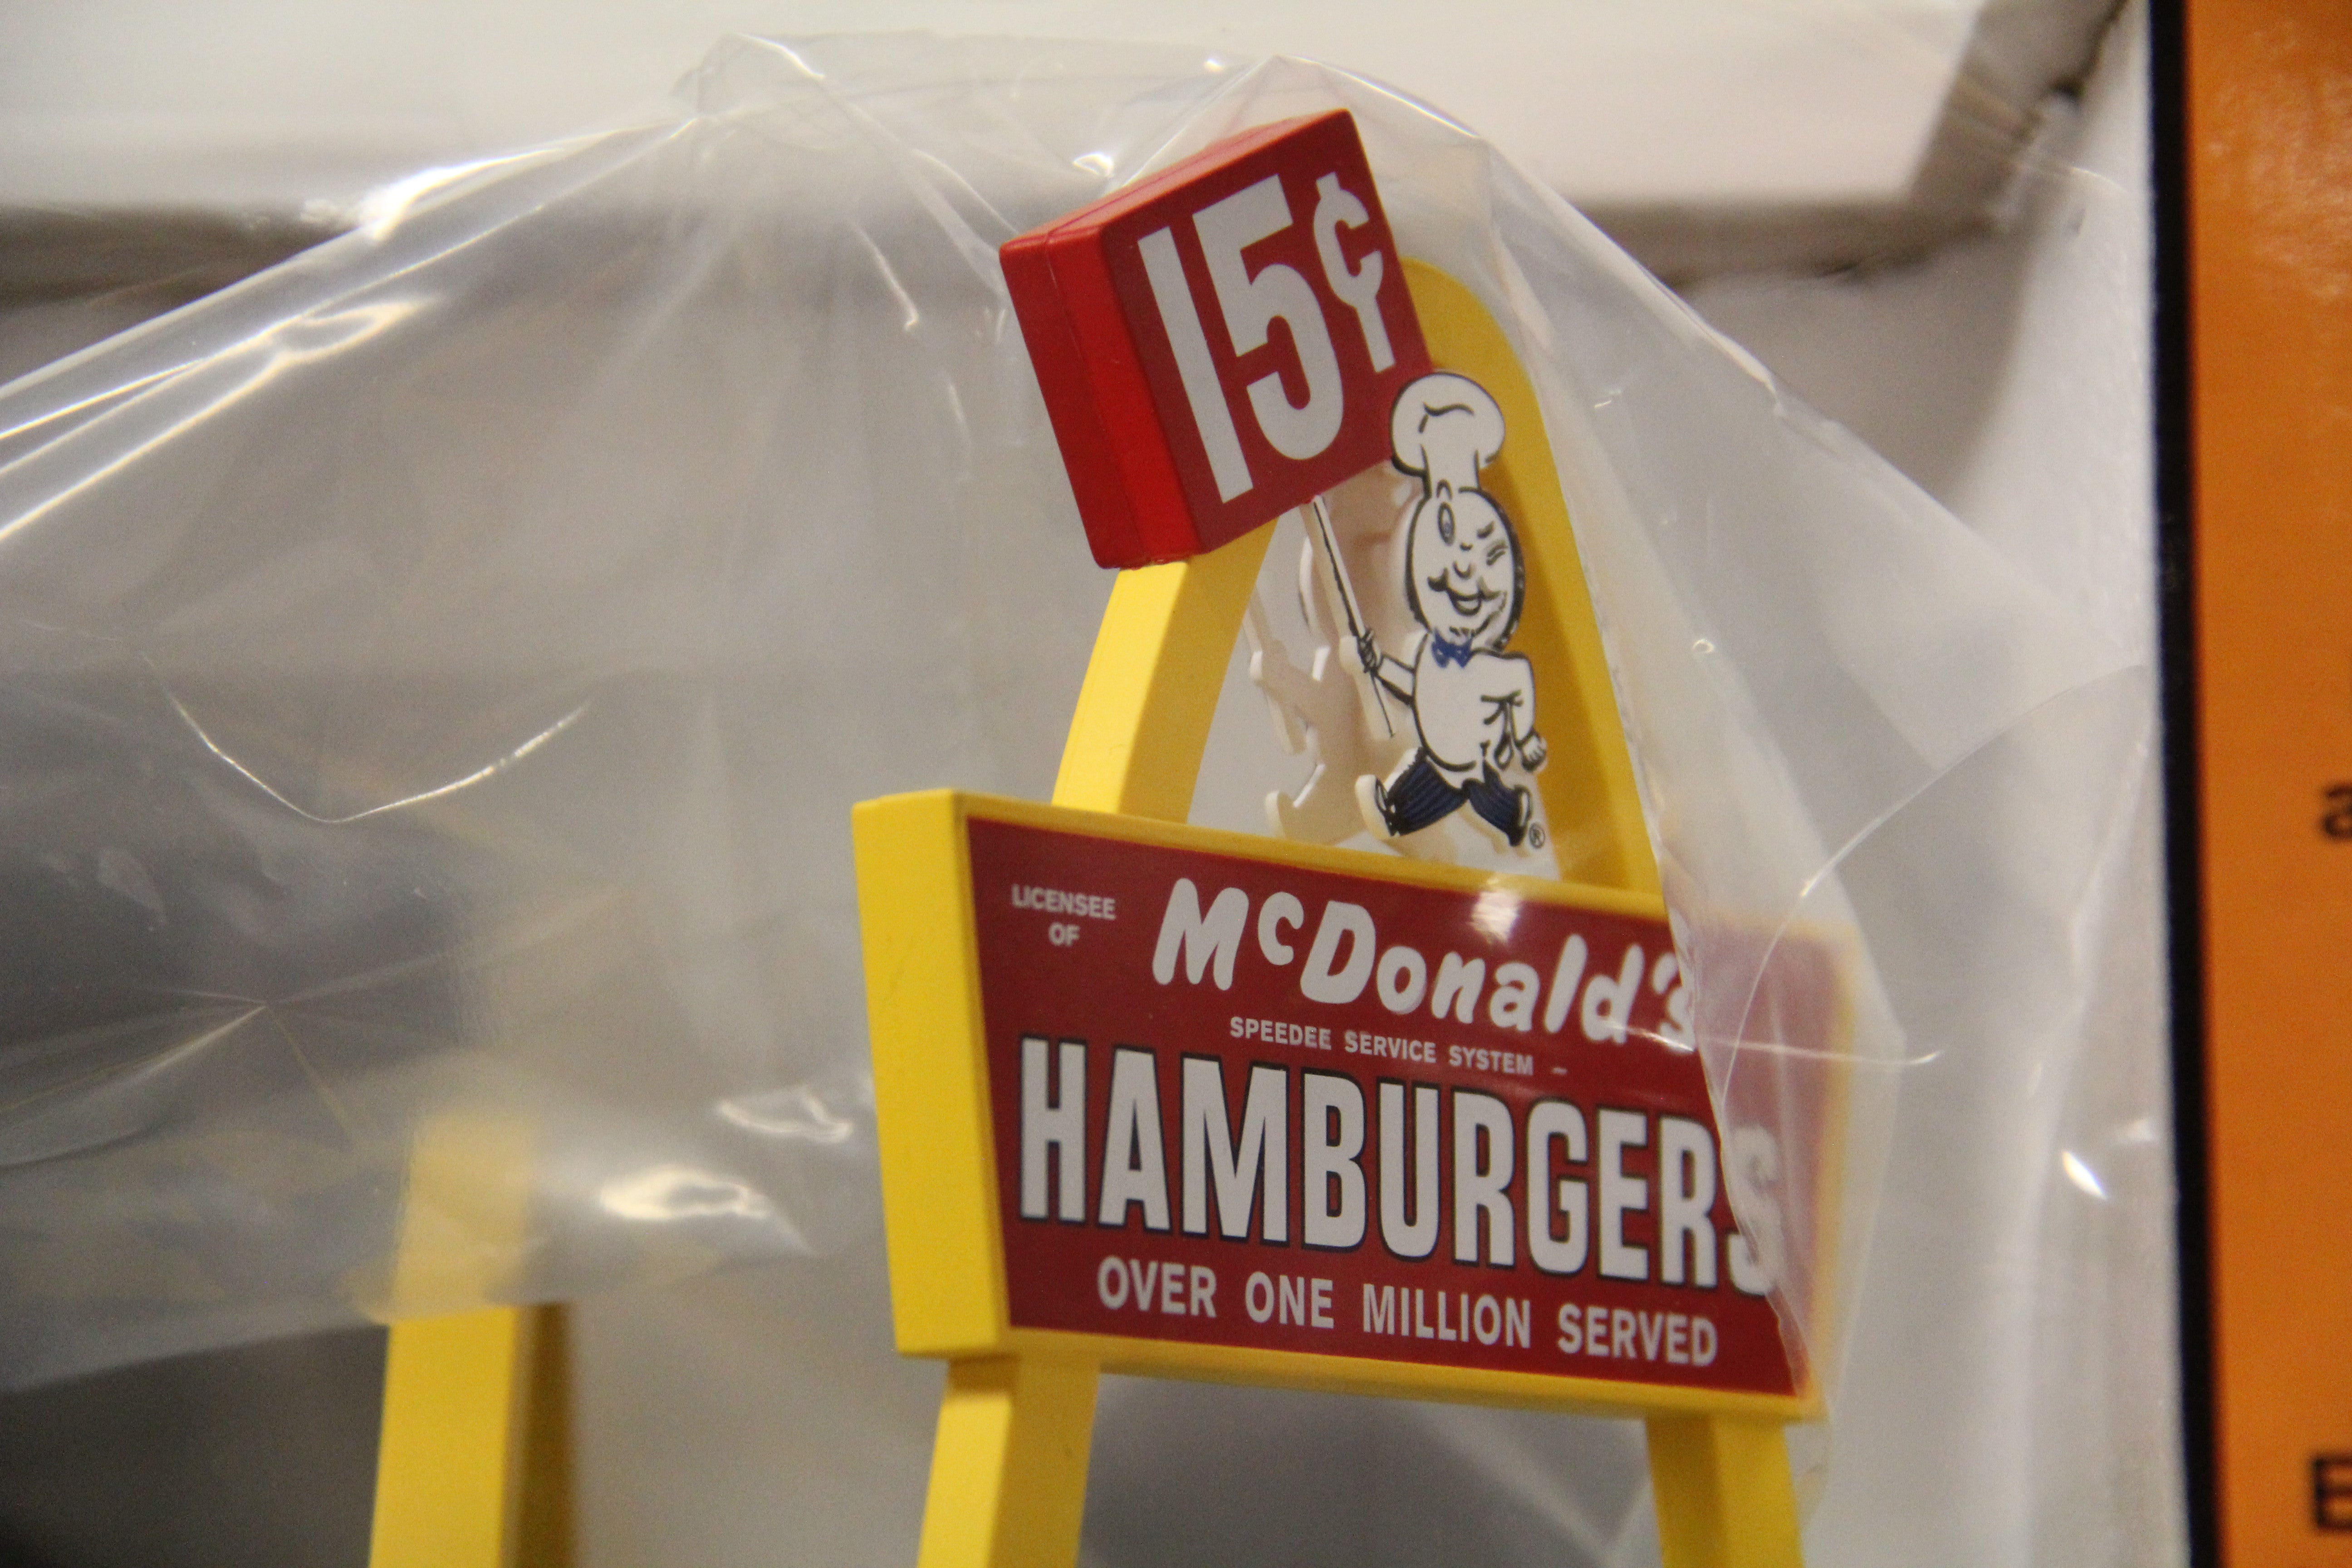 15¢
®
LICENSEE
OF
McDonald's
SPEEDEE SERVICE SYSTEM –
HAMBURGERS
OVER ONE MILLION SERVED
a
E